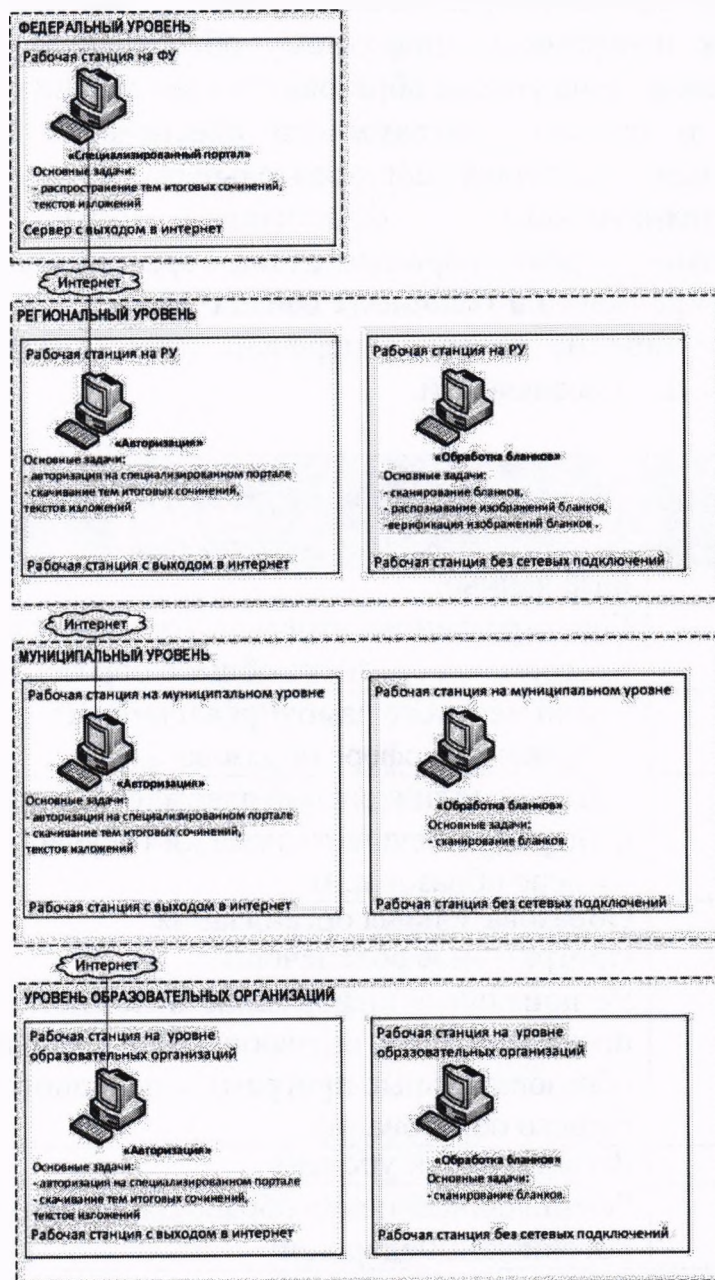 ФЕДЕРАЛЬНЫЙ УРОВЕНЬ
Рабочая станция на ФУ
«Специализированный портал»
Основные задачи:
- распространение тем итоговых сочинений,
текстов изложений
Сервер с выходом в интернет
Интернет
РЕГИОНАЛЬНЫЙ УРОВЕНЬ
Рабочая станция на РУ
«Авторизация»
Основные задачи:
- авторизация на специализированном портале
- скачивание тем итоговых сочинений,
текстов изложений
Рабочая станция с выходом в интернет
Рабочая станция на РУ
«Обработка бланков»
Основные задачи:
- сканирование бланков,
- распознавание изображений бланков,
-верификация изображений бланков .
Рабочая станция без сетевых подключений
Интернет
МУНИЦИПАЛЬНЫЙ УРОВЕНЬ
Рабочая станция на муниципальном уровне
«Авторизация»
Основные задачи:
- авторизация на специализированном портале
- скачивание тем итоговых сочинений,
текстов изложений
Рабочая станция с выходом в интернет
Рабочая станция на муниципальном уровне
«Обработка бланков»
Основные задачи:
- сканирование бланков.
Рабочая станция без сетевых подключений
Интернет
УРОВЕНЬ ОБРАЗОВАТЕЛЬНЫХ ОРГАНИЗАЦИЙ
Рабочая станция на уровне
образовательных организаций
«Авторизация»
Основные задачи:
- авторизация на специализированном портале
- скачивание тем итоговых сочинений,
текстов изложений
Рабочая станция с выходом в интернет
Рабочая станция на уровне
образовательных организаций
«Обработка бланков»
Основные задачи:
- сканирование бланков.
Рабочая станция без сетевых подключений